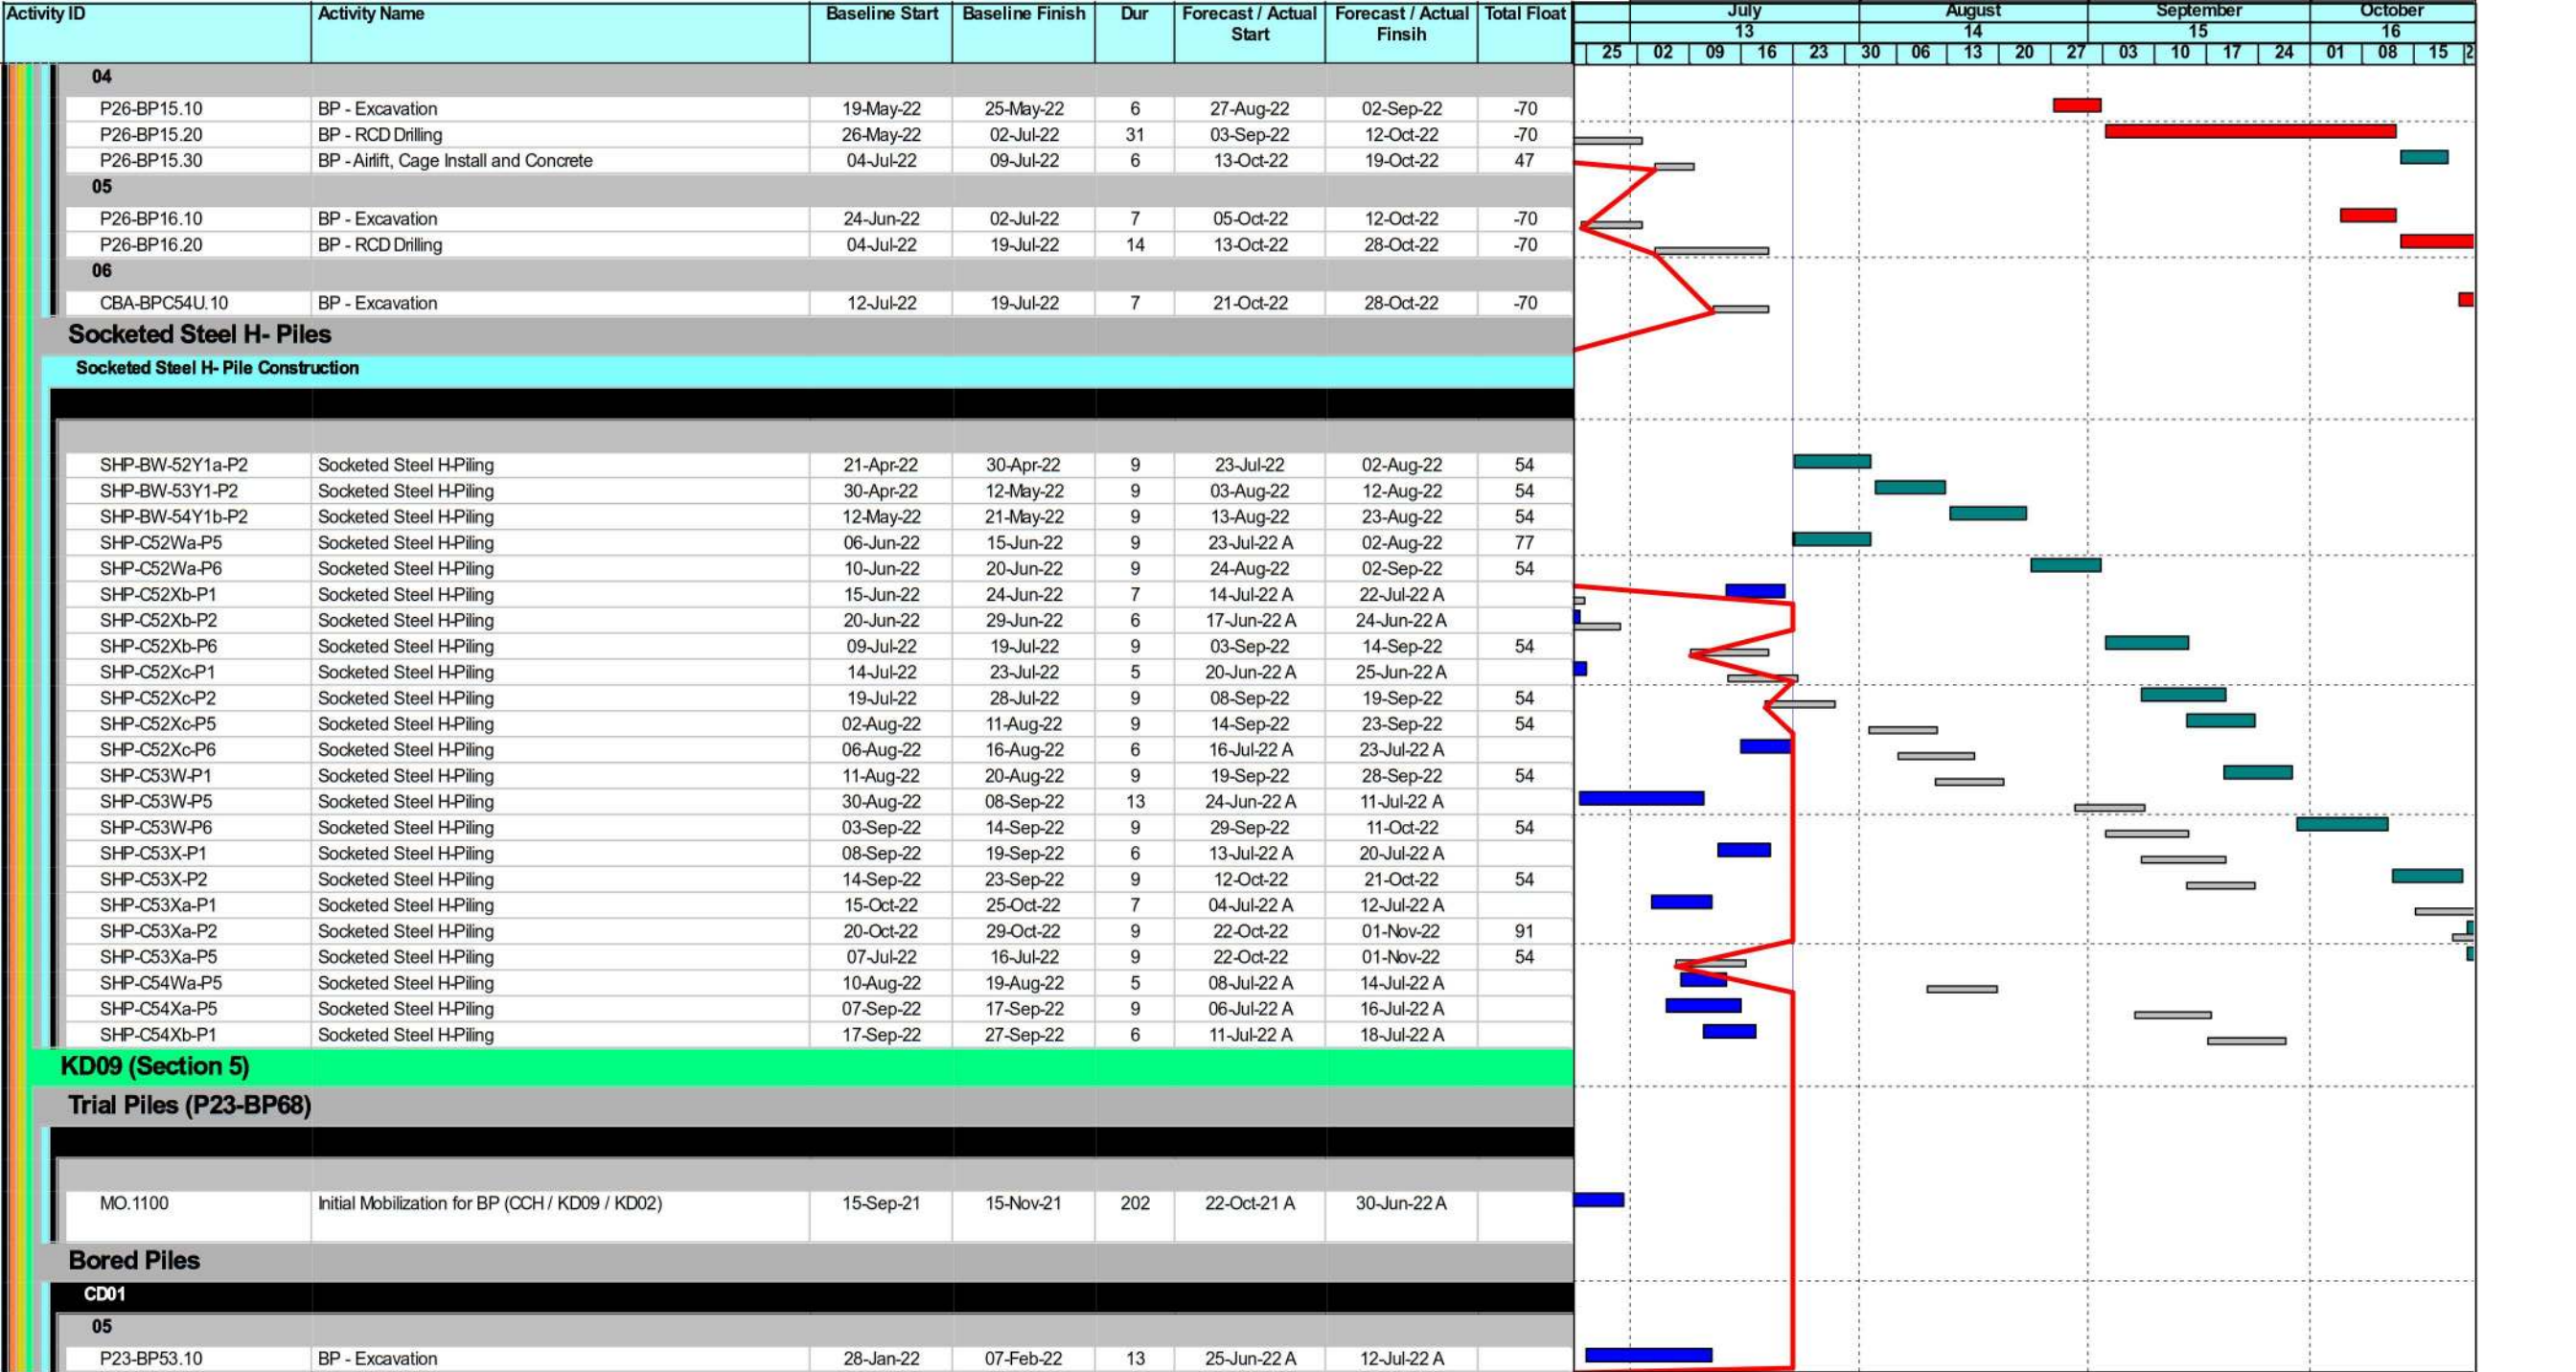 Activity ID Activity Name Baseline Start Baseline Finish Dur Forecast / Actual Start Forecast / Actual Finsih Total Float
July August September October
13 14 15 16
25 02 09 16 23 30 06 13 20 27 03 10 17 24 01 08 15 2
04
P26-BP15.10 BP - Excavation 19-May-22 25-May-22 6 27-Aug-22 02-Sep-22 -70
P26-BP15.20 BP - RCD Drilling 26-May-22 02-Jul-22 31 03-Sep-22 12-Oct-22 -70
P26-BP15.30 BP - Airlift, Cage Install and Concrete 04-Jul-22 09-Jul-22 6 13-Oct-22 19-Oct-22 47
05
P26-BP16.10 BP - Excavation 24-Jun-22 02-Jul-22 7 05-Oct-22 12-Oct-22 -70
P26-BP16.20 BP - RCD Drilling 04-Jul-22 19-Jul-22 14 13-Oct-22 28-Oct-22 -70
06
CBA-BPC54U.10 BP - Excavation 12-Jul-22 19-Jul-22 7 21-Oct-22 28-Oct-22 -70
Socketed Steel H- Piles
Socketed Steel H- Pile Construction
SHP-BW-52Y1a-P2 Socketed Steel H-Piling 21-Apr-22 30-Apr-22 9 23-Jul-22 02-Aug-22 54
SHP-BW-53Y1-P2 Socketed Steel H-Piling 30-Apr-22 12-May-22 9 03-Aug-22 12-Aug-22 54
SHP-BW-54Y1b-P2 Socketed Steel H-Piling 12-May-22 21-May-22 9 13-Aug-22 23-Aug-22 54
SHP-C52Wa-P5 Socketed Steel H-Piling 06-Jun-22 15-Jun-22 9 23-Jul-22 A 02-Aug-22 77
SHP-C52Wa-P6 Socketed Steel H-Piling 10-Jun-22 20-Jun-22 9 24-Aug-22 02-Sep-22 54
SHP-C52Xb-P1 Socketed Steel H-Piling 15-Jun-22 24-Jun-22 7 14-Jul-22 A 22-Jul-22 A
SHP-C52Xb-P2 Socketed Steel H-Piling 20-Jun-22 29-Jun-22 6 17-Jun-22 A 24-Jun-22 A
SHP-C52Xb-P6 Socketed Steel H-Piling 09-Jul-22 19-Jul-22 9 03-Sep-22 14-Sep-22 54
SHP-C52Xc-P1 Socketed Steel H-Piling 14-Jul-22 23-Jul-22 5 20-Jun-22 A 25-Jun-22 A
SHP-C52Xc-P2 Socketed Steel H-Piling 19-Jul-22 28-Jul-22 9 08-Sep-22 19-Sep-22 54
SHP-C52Xc-P5 Socketed Steel H-Piling 02-Aug-22 11-Aug-22 9 14-Sep-22 23-Sep-22 54
SHP-C52Xc-P6 Socketed Steel H-Piling 06-Aug-22 16-Aug-22 6 16-Jul-22 A 23-Jul-22 A
SHP-C53W-P1 Socketed Steel H-Piling 11-Aug-22 20-Aug-22 9 19-Sep-22 28-Sep-22 54
SHP-C53W-P5 Socketed Steel H-Piling 30-Aug-22 08-Sep-22 13 24-Jun-22 A 11-Jul-22 A
SHP-C53W-P6 Socketed Steel H-Piling 03-Sep-22 14-Sep-22 9 29-Sep-22 11-Oct-22 54
SHP-C53X-P1 Socketed Steel H-Piling 08-Sep-22 19-Sep-22 6 13-Jul-22 A 20-Jul-22 A
SHP-C53X-P2 Socketed Steel H-Piling 14-Sep-22 23-Sep-22 9 12-Oct-22 21-Oct-22 54
SHP-C53Xa-P1 Socketed Steel H-Piling 15-Oct-22 25-Oct-22 7 04-Jul-22 A 12-Jul-22 A
SHP-C53Xa-P2 Socketed Steel H-Piling 20-Oct-22 29-Oct-22 9 22-Oct-22 01-Nov-22 91
SHP-C53Xa-P5 Socketed Steel H-Piling 07-Jul-22 16-Jul-22 9 22-Oct-22 01-Nov-22 54
SHP-C54Wa-P5 Socketed Steel H-Piling 10-Aug-22 19-Aug-22 5 08-Jul-22 A 14-Jul-22 A
SHP-C54Xa-P5 Socketed Steel H-Piling 07-Sep-22 17-Sep-22 9 06-Jul-22 A 16-Jul-22 A
SHP-C54Xb-P1 Socketed Steel H-Piling 17-Sep-22 27-Sep-22 6 11-Jul-22 A 18-Jul-22 A
KD09 (Section 5)
Trial Piles (P23-BP68)
MO.1100 Initial Mobilization for BP (CCH / KD09 / KD02) 15-Sep-21 15-Nov-21 202 22-Oct-21 A 30-Jun-22 A
Bored Piles
CD01
05
P23-BP53.10 BP - Excavation 28-Jan-22 07-Feb-22 13 25-Jun-22 A 12-Jul-22 A